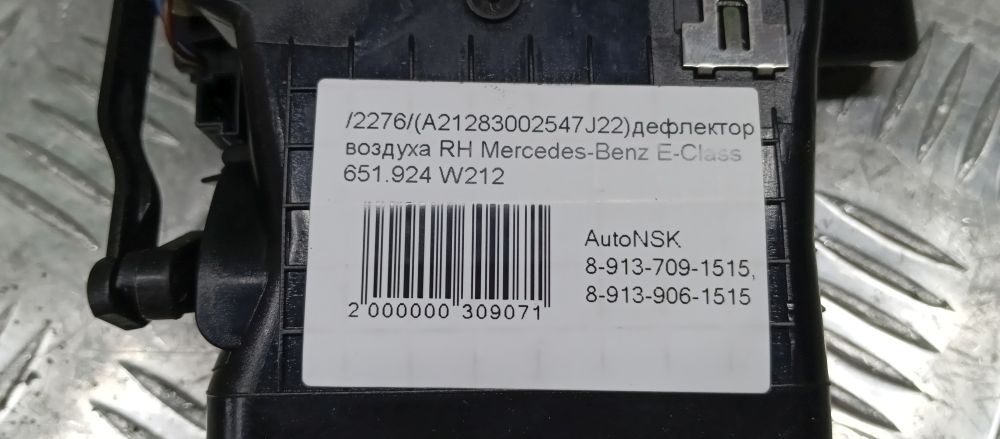 /2276/(A21283002547J22)дефлектор
воздуха RH Mercedes-Benz E-Class
651.924 W212
AutoNSK
8-913-709-1515,
8-913-906-1515
2 000000 309071